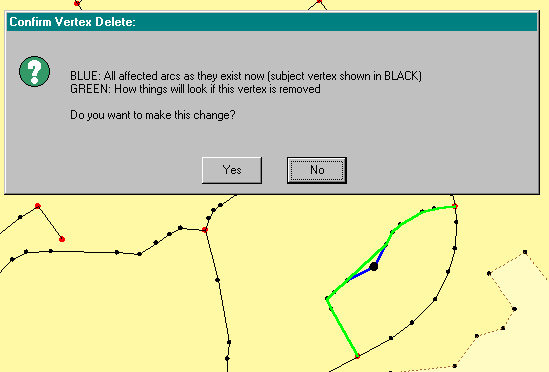 Confirm Vertex Delete:
BLUE: All affected arcs as they exist now (subject vertex shown in BLACK)
GREEN: How things will look if this vertex is removed
Do you want to make this change?
Yes
No